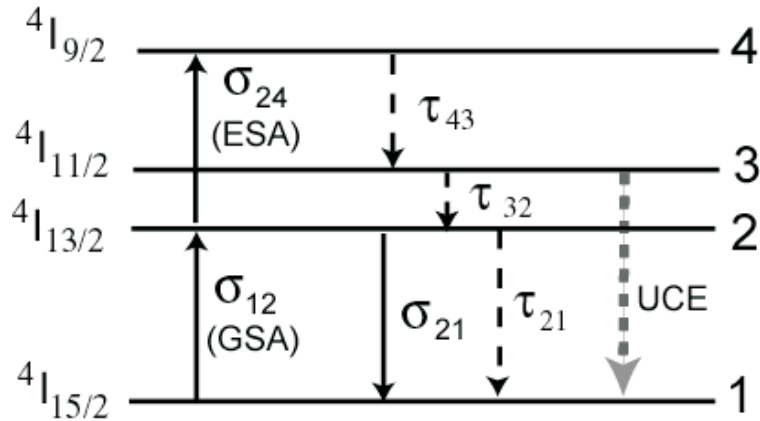 ⁴I₉/₂ 4
σ₂₄
(ESA)
τ₄₃
⁴I₁₁/₂ 3
τ₃₂
⁴I₁₃/₂ 2
σ₁₂
(GSA)
σ₂₁
τ₂₁
UCE
⁴I₁₅/₂ 1